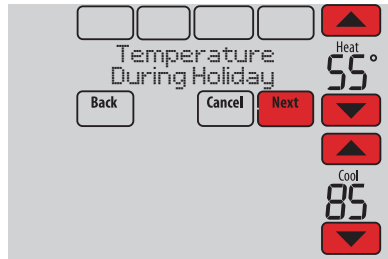 Temperature
During Holiday
Heat
55°
Back Cancel Next
Cool
85